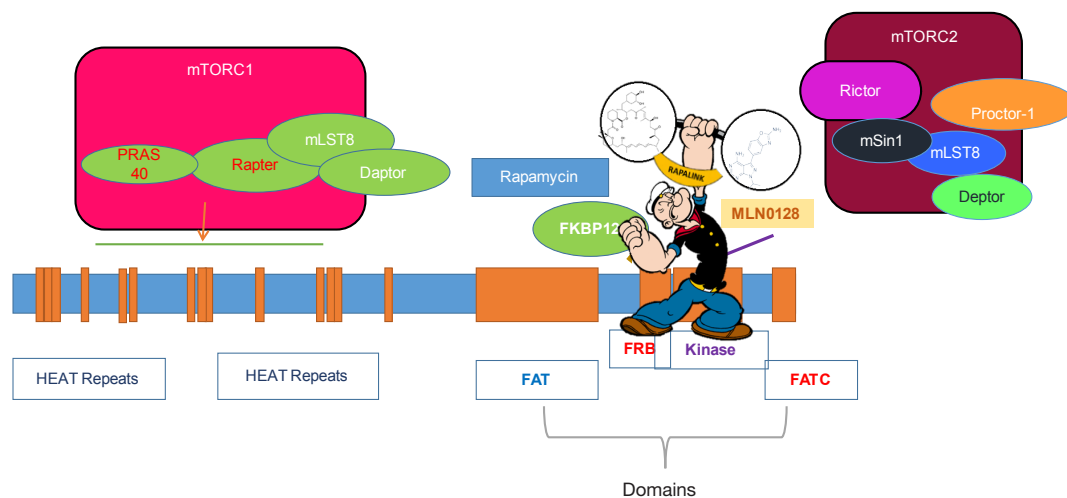 mTORC1
PRAS
40
Rapter
mLST8
Daptor
Rapamycin
FKBP12
RAPALINK
MLN0128
mTORC2
Rictor
Proctor-1
mSin1
mLST8
Deptor
HEAT Repeats
HEAT Repeats
FAT
FRB
Kinase
FATC
Domains